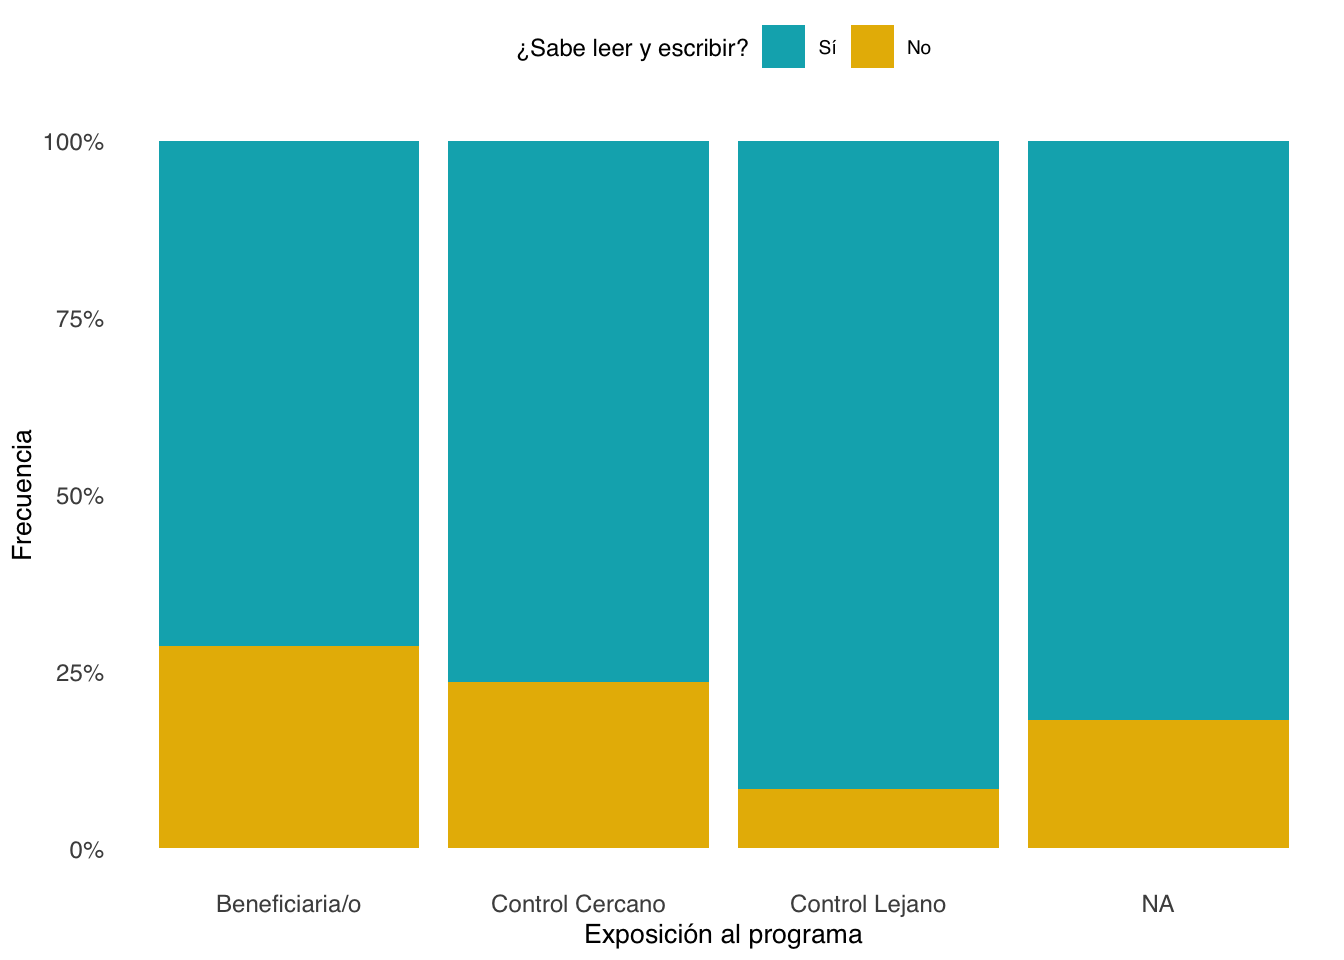 ¿Sabe leer y escribir? Sí No
100%
75%
50%
25%
0%
Frecuencia
Beneficiaria/o Control Cercano Control Lejano NA
Exposición al programa